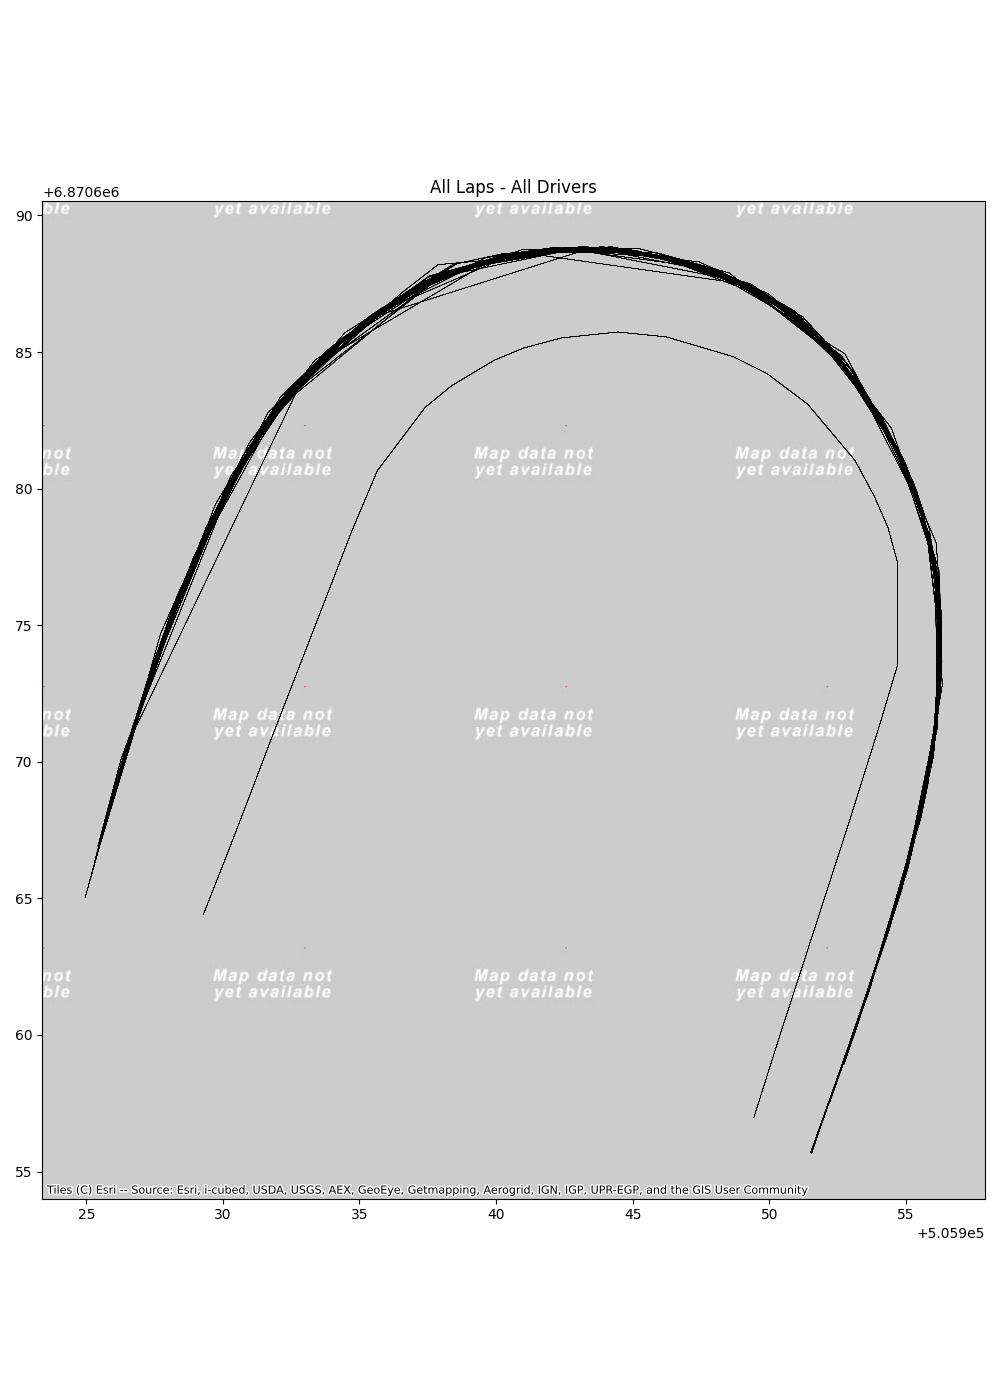 All Laps - All Drivers
+6.8706e6
90
ble yet available yet available yet available
85
not Map data not Map data not Map data not
ble yet available yet available yet available
80
75
not Map data not Map data not Map data not
ble yet available yet available yet available
70
65
not Map data not Map data not Map data not
ble yet available yet available yet available
60
55
Tiles (C) Esri -- Source: Esri, i-cubed, USDA, USGS, AEX, GeoEye, Getmapping, Aerogrid, IGN, IGP, UPR-EGP, and the GIS User Community
25 30 35 40 45 50 55
+5.059e5